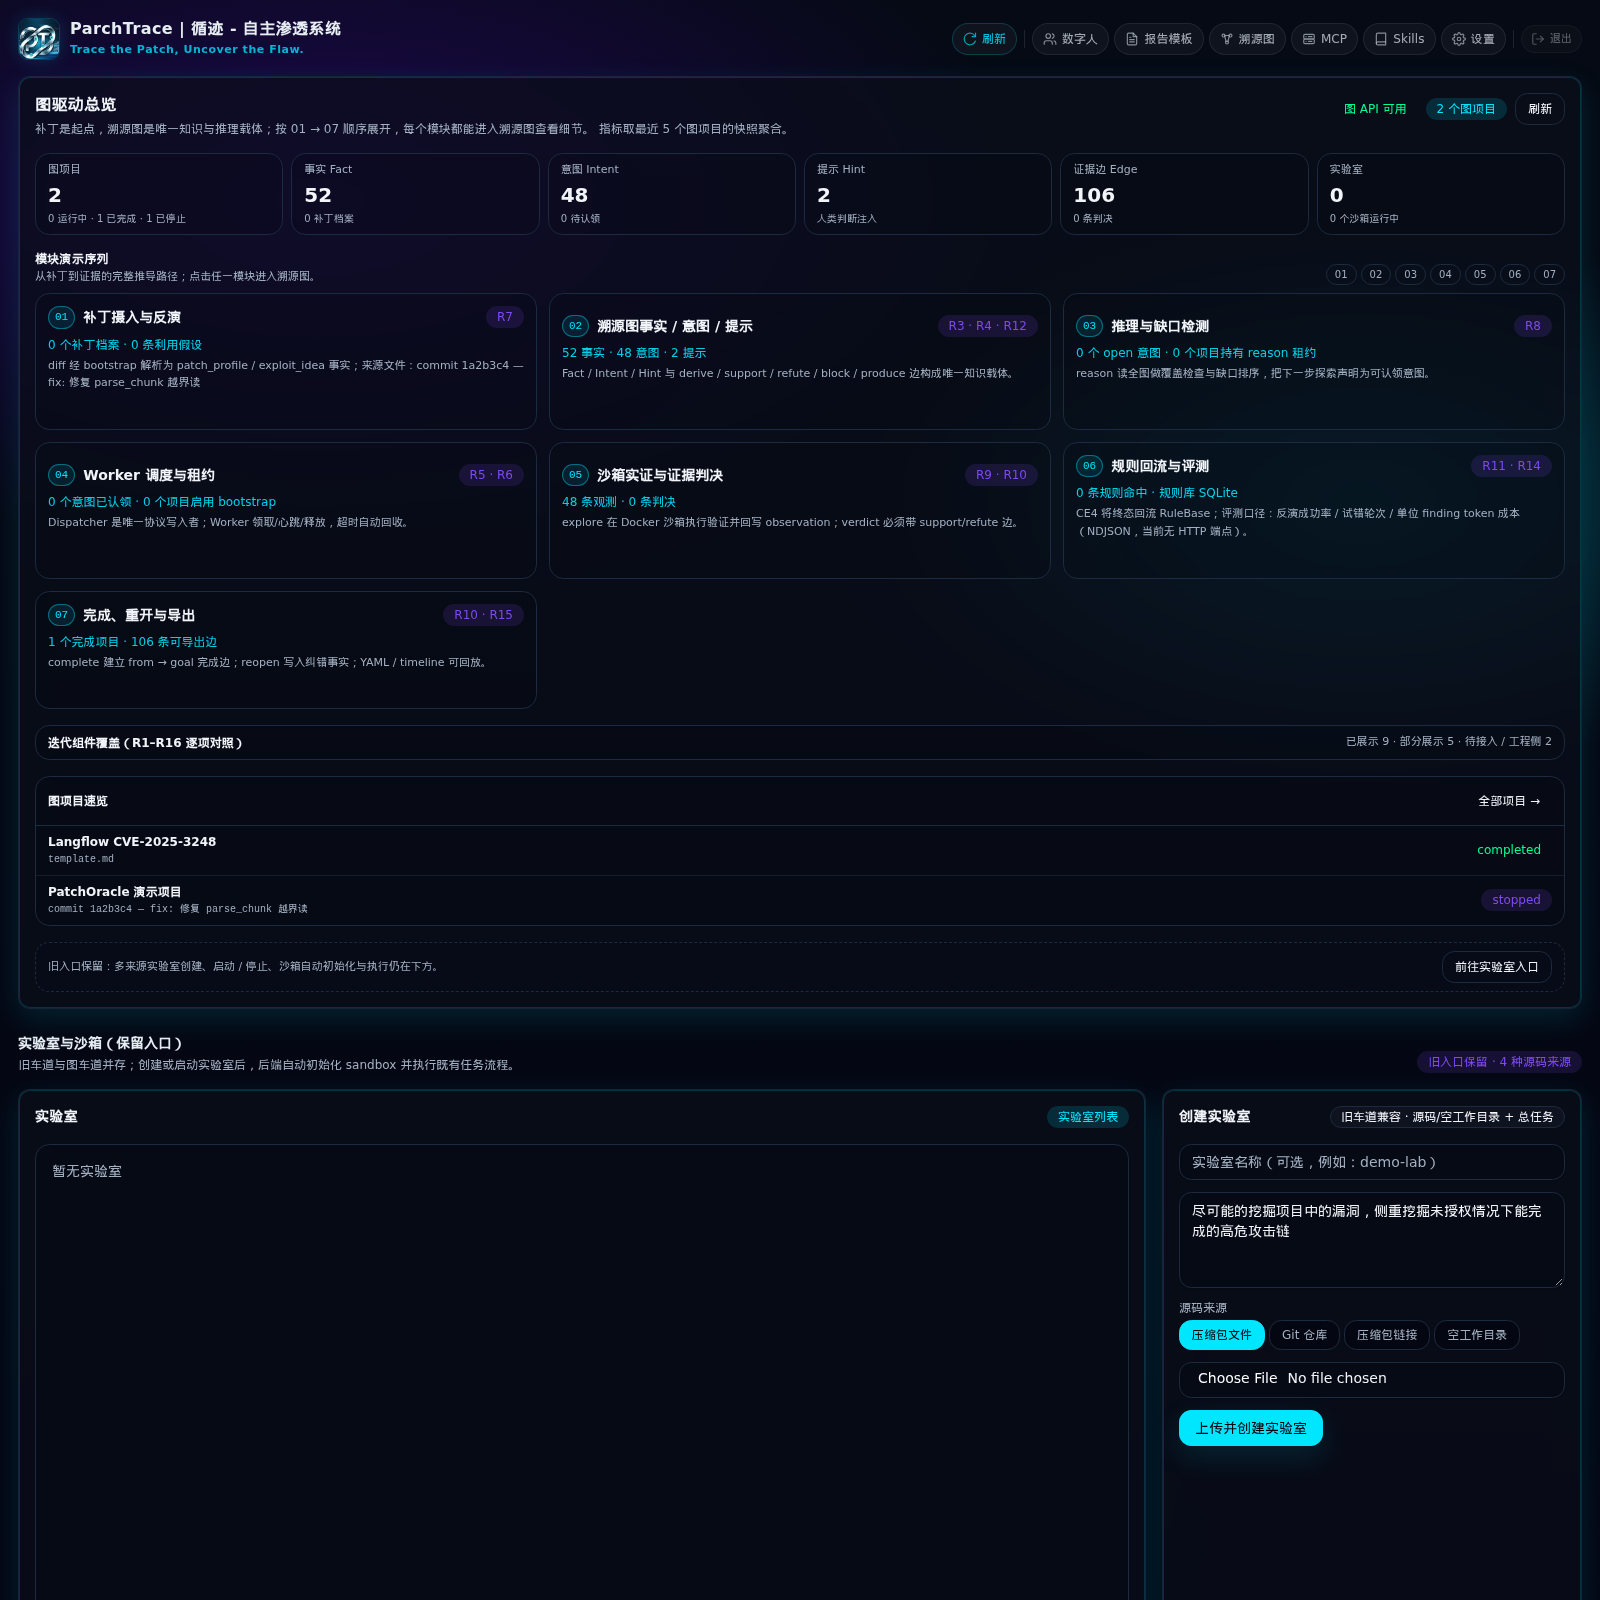 ParchTrace | 循迹 - 自主渗透系统
Trace the Patch, Uncover the Flaw.
刷新
数字人
报告模板
溯源图
MCP
Skills
设置
退出
图驱动总览
补丁是起点，溯源图是唯一知识与推理载体；按 01 → 07 顺序展开，每个模块都能进入溯源图查看细节。 指标取最近 5 个图项目的快照聚合。
图 API 可用
2 个图项目
刷新
图项目
2
0 运行中 · 1 已完成 · 1 已停止
事实 Fact
52
0 补丁档案
意图 Intent
48
0 待认领
提示 Hint
2
人类判断注入
证据边 Edge
106
0 条判决
实验室
0
0 个沙箱运行中
模块演示序列
从补丁到证据的完整推导路径；点击任一模块进入溯源图。
01
02
03
04
05
06
07
01 补丁摄入与反演 R7
0 个补丁档案 · 0 条利用假设
diff 经 bootstrap 解析为 patch_profile / exploit_idea 事实；来源文件：commit 1a2b3c4 —
fix: 修复 parse_chunk 越界读
02 溯源图事实 / 意图 / 提示 R3 · R4 · R12
52 事实 · 48 意图 · 2 提示
Fact / Intent / Hint 与 derive / support / refute / block / produce 边构成唯一知识载体。
03 推理与缺口检测 R8
0 个 open 意图 · 0 个项目持有 reason 租约
reason 读全图做覆盖检查与缺口排序，把下一步探索声明为可认领意图。
04 Worker 调度与租约 R5 · R6
0 个意图已认领 · 0 个项目启用 bootstrap
Dispatcher 是唯一协议写入者；Worker 领取/心跳/释放，超时自动回收。
05 沙箱实证与证据判决 R9 · R10
48 条观测 · 0 条判决
explore 在 Docker 沙箱执行验证并回写 observation；verdict 必须带 support/refute 边。
06 规则回流与评测 R11 · R14
0 条规则命中 · 规则库 SQLite
CE4 将终态回流 RuleBase；评测口径：反演成功率 / 试错轮次 / 单位 finding token 成本
（NDJSON，当前无 HTTP 端点）。
07 完成、重开与导出 R10 · R15
1 个完成项目 · 106 条可导出边
complete 建立 from → goal 完成边；reopen 写入纠错事实；YAML / timeline 可回放。
迭代组件覆盖（R1–R16 逐项对照）
已展示 9 · 部分展示 5 · 待接入 / 工程侧 2
图项目速览
全部项目 →
Langflow CVE-2025-3248
template.md
completed
PatchOracle 演示项目
commit 1a2b3c4 — fix: 修复 parse_chunk 越界读
stopped
旧入口保留：多来源实验室创建、启动 / 停止、沙箱自动初始化与执行仍在下方。
前往实验室入口
实验室与沙箱（保留入口）
旧车道与图车道并存；创建或启动实验室后，后端自动初始化 sandbox 并执行既有任务流程。
旧入口保留 · 4 种源码来源
实验室
实验室列表
暂无实验室
创建实验室
旧车道兼容 · 源码/空工作目录 + 总任务
实验室名称（可选，例如：demo-lab）
尽可能的挖掘项目中的漏洞，侧重挖掘未授权情况下能完
成的高危攻击链
源码来源
压缩包文件
Git 仓库
压缩包链接
空工作目录
Choose File No file chosen
上传并创建实验室